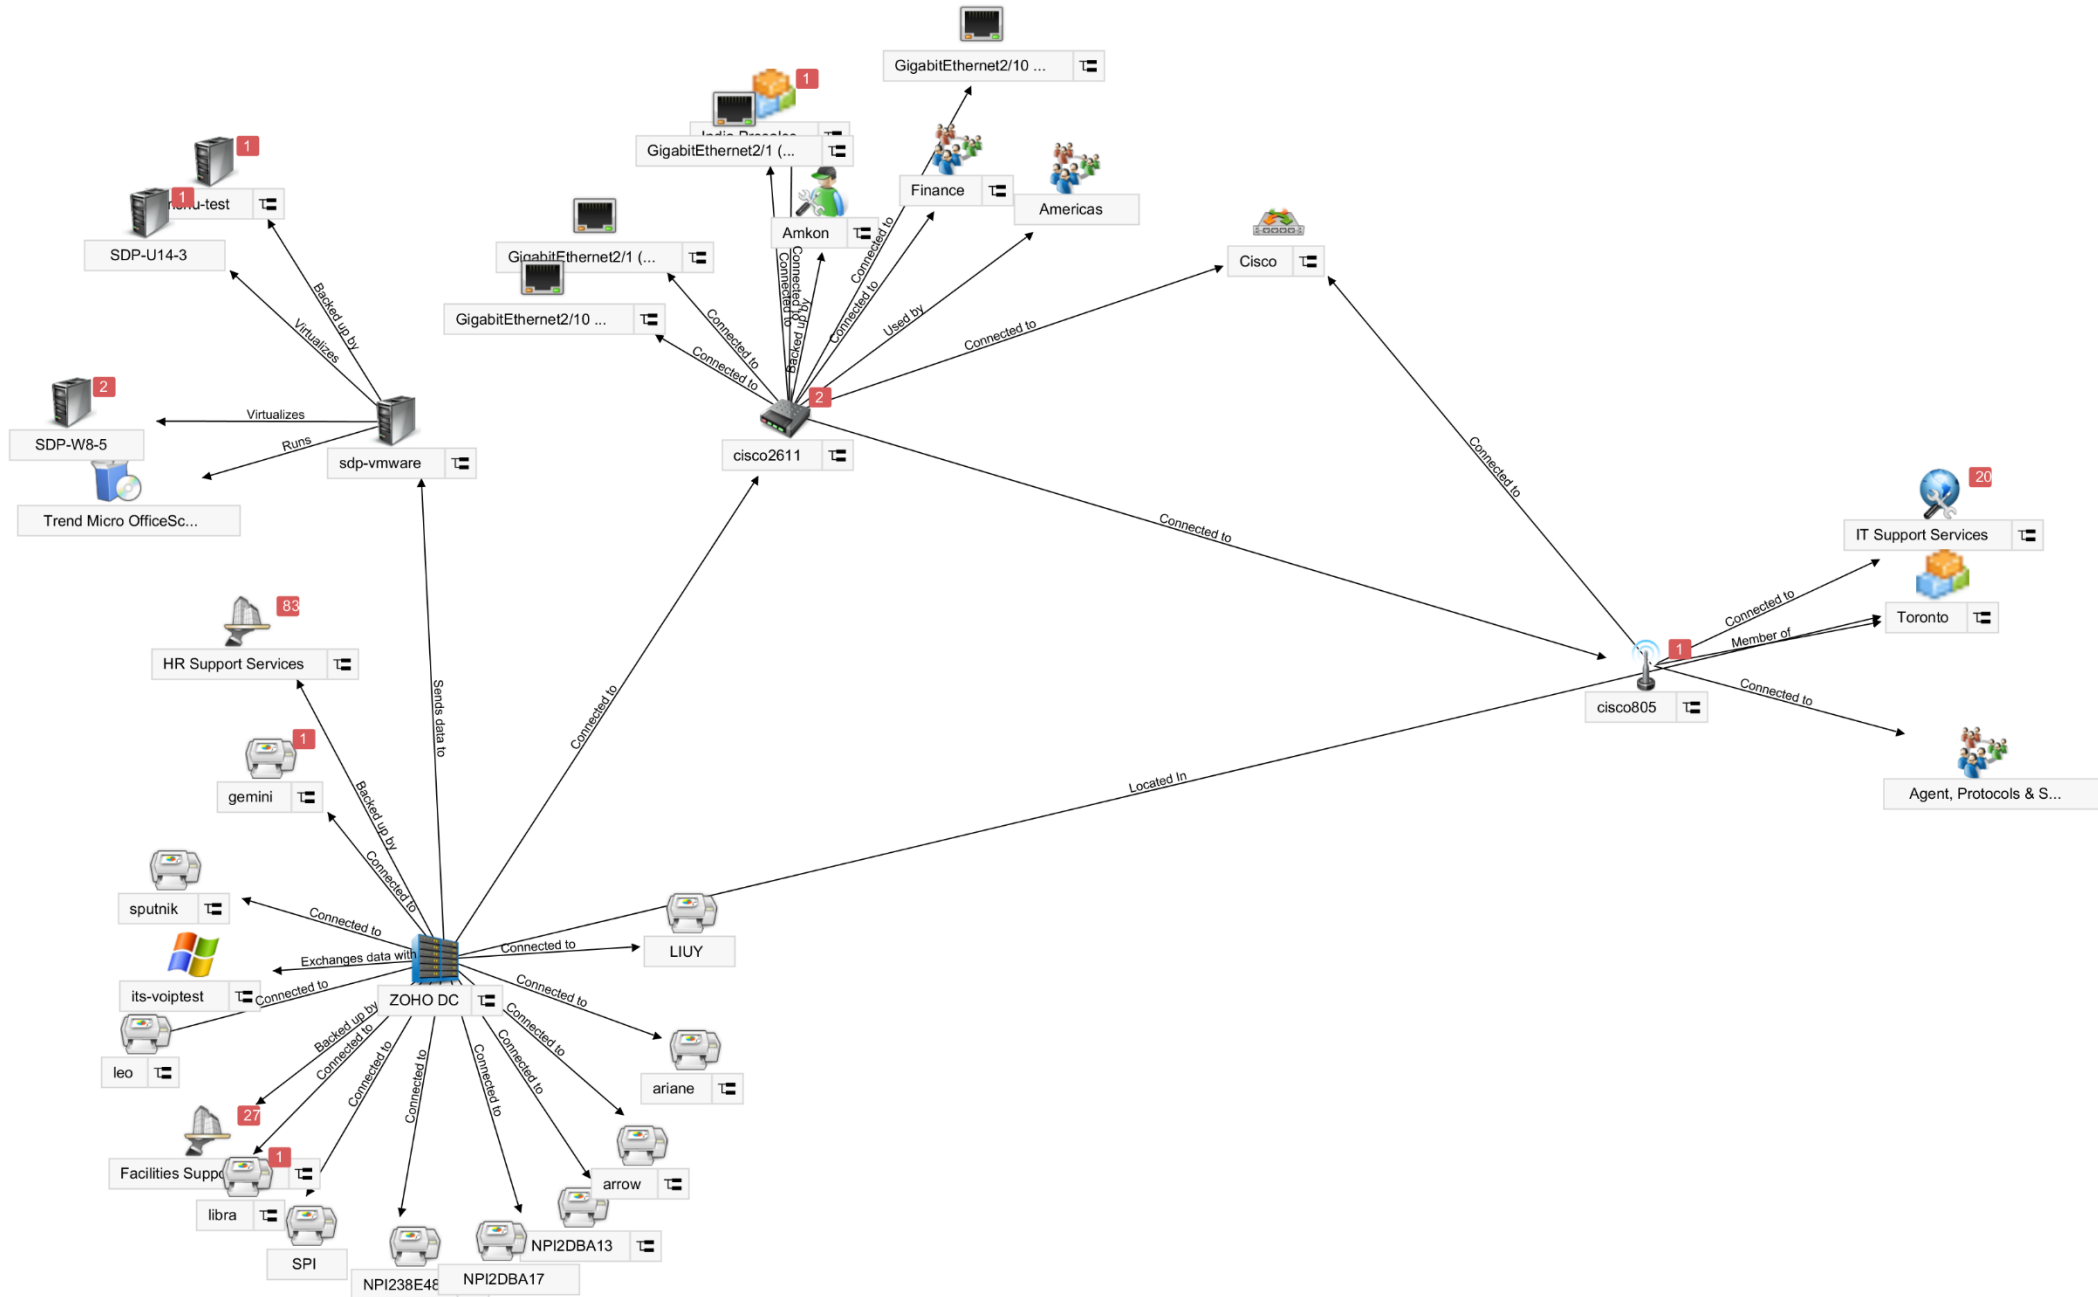 GigabitEthernet2/10 ...
1
GigabitEthernet2/1 (...
1
-test
1
SDP-U14-3
Finance
Americas
Amkon
GigabitEthernet2/1 (...
Cisco
GigabitEthernet2/10 ...
Connected to
Connected to
Connected to
Connected to
Backed up by
Connected to
Connected to
Used by
Connected to
Backed up by
Virtualizes
2
Virtualizes
SDP-W8-5
Runs
sdp-vmware
2
cisco2611
Trend Micro OfficeSc...
Connected to
Connected to
20
IT Support Services
Connected to
Toronto
Member of
1
cisco805
Connected to
Agent, Protocols & S...
83
HR Support Services
Sends data to
Connected to
Located In
1
gemini
Backed up by
Connected to
sputnik
Connected to
LIUY
Connected to
Exchanges data with
its-voiptest
Connected to
ZOHO DC
Connected to
leo
Backed up by
Connected to
Connected to
Connected to
Connected to
Connected to
Connected to
ariane
27
Facilities Supp
1
libra
arrow
SPI
NPI2DBA13
NPI238E48
NPI2DBA17